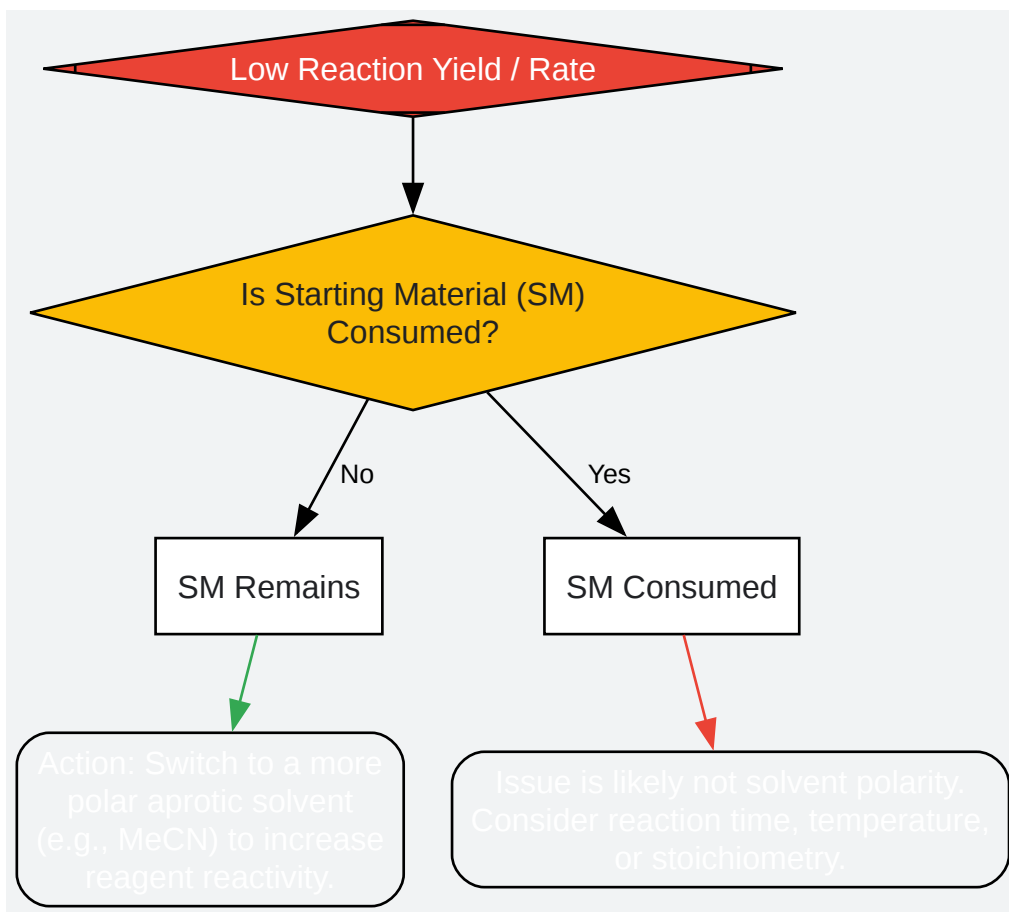 Low Reaction Yield / Rate
Is Starting Material (SM)
Consumed?
No
Yes
SM Remains
SM Consumed
Action: Switch to a more
polar aprotic solvent
(e.g., MeCN) to increase
reagent reactivity.
Issue is likely not solvent polarity.
Consider reaction time, temperature,
or stoichiometry.